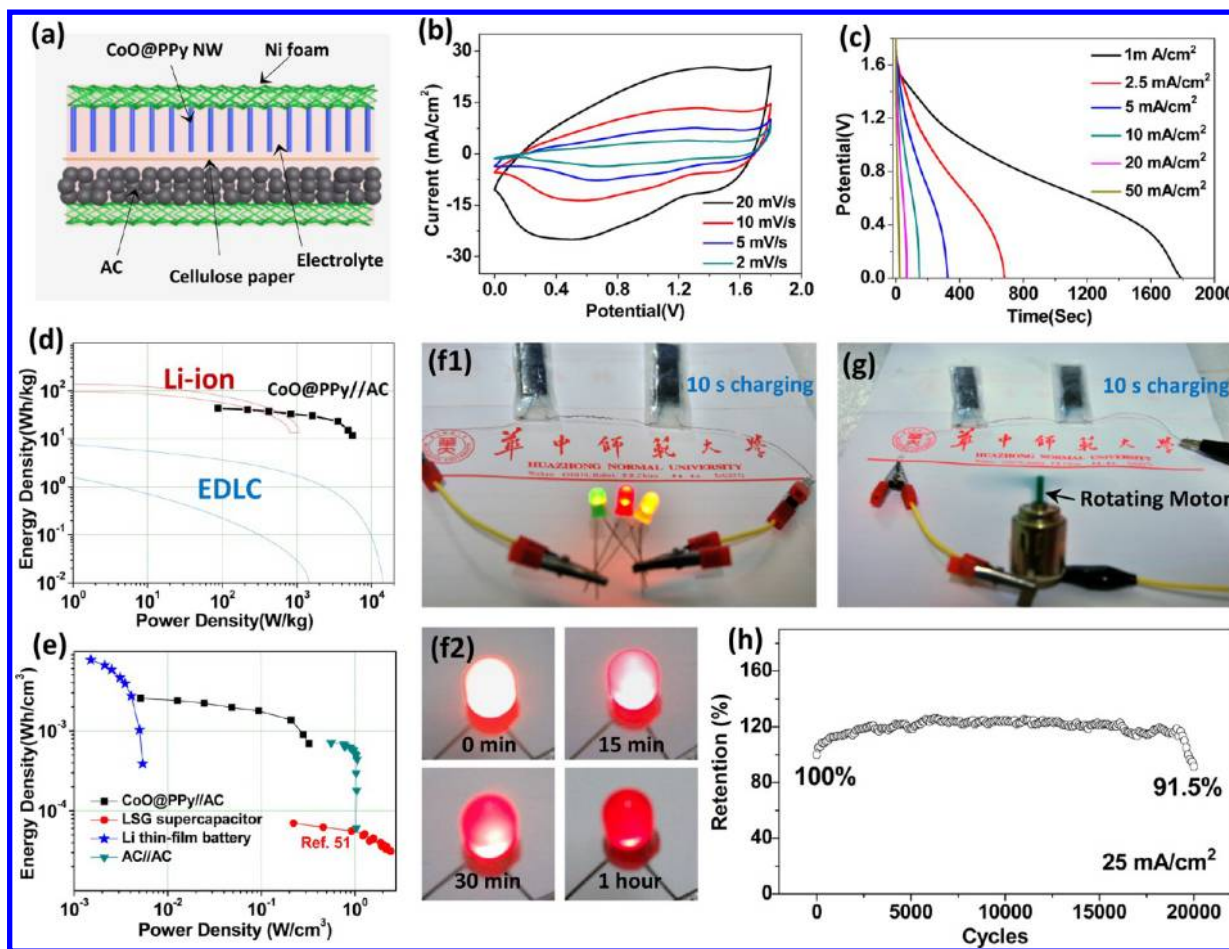 (a)
CoO@PPy NW
Ni foam
AC
Cellulose paper
Electrolyte
(b)
Current (mA/cm²)
30
15
0
-15
-30
0.0 0.4 0.8 1.2 1.6 2.0
Potential(V)
20 mV/s
10 mV/s
5 mV/s
2 mV/s
(c)
Potential(V)
1.6
1.2
0.8
0.4
0.0
0 400 800 1200 1600 2000
Time(Sec)
1m A/cm²
2.5 mA/cm²
5 mA/cm²
10 mA/cm²
20 mA/cm²
50 mA/cm²
(d)
Energy Density(Wh/kg)
10³
10²
10¹
10⁰
10⁻¹
10⁻²
10⁰ 10¹ 10² 10³ 10⁴
Power Density(W/kg)
Li-ion
CoO@PPy//AC
EDLC
(f1)
10 s charging
華中師範大學
HUAZHONG NORMAL UNIVERSITY
(g)
10 s charging
Rotating Motor
(e)
Energy Density(Wh/cm³)
10⁻³
10⁻⁴
10⁻³ 10⁻² 10⁻¹ 10⁰
Power Density (W/cm³)
CoO@PPy//AC
LSG supercapacitor
Li thin-film battery
AC//AC
Ref. 51
(f2)
0 min
15 min
30 min
1 hour
(h)
Retention (%)
160
120
80
40
0
0 5000 10000 15000 20000
Cycles
100%
91.5%
25 mA/cm²